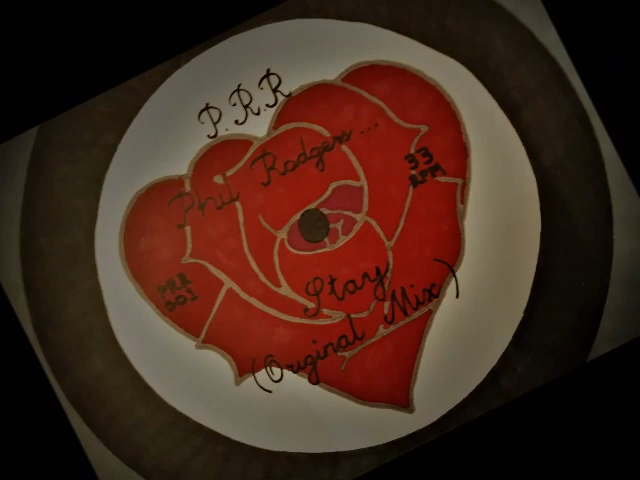 P.R.R
Phil Rodgers...
33
RPM
PRR
001
Stay
(Original Mix)